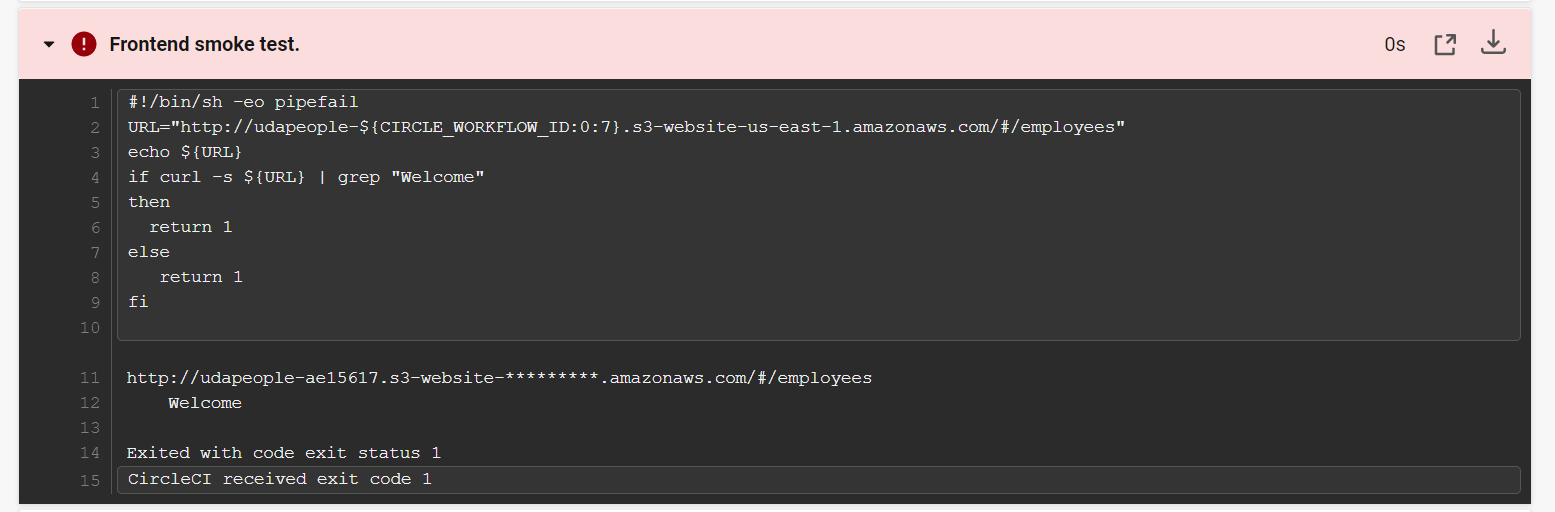 Frontend smoke test.
0s
1 #!/bin/sh -eo pipefail
2 URL="http://udapeople-${CIRCLE_WORKFLOW_ID:0:7}.s3-website-us-east-1.amazonaws.com/#/employees"
3 echo ${URL}
4 if curl -s ${URL} | grep "Welcome"
5 then
6   return 1
7 else
8    return 1
9 fi
10
11 http://udapeople-ae15617.s3-website-*********.amazonaws.com/#/employees
12     Welcome
13
14 Exited with code exit status 1
15 CircleCI received exit code 1